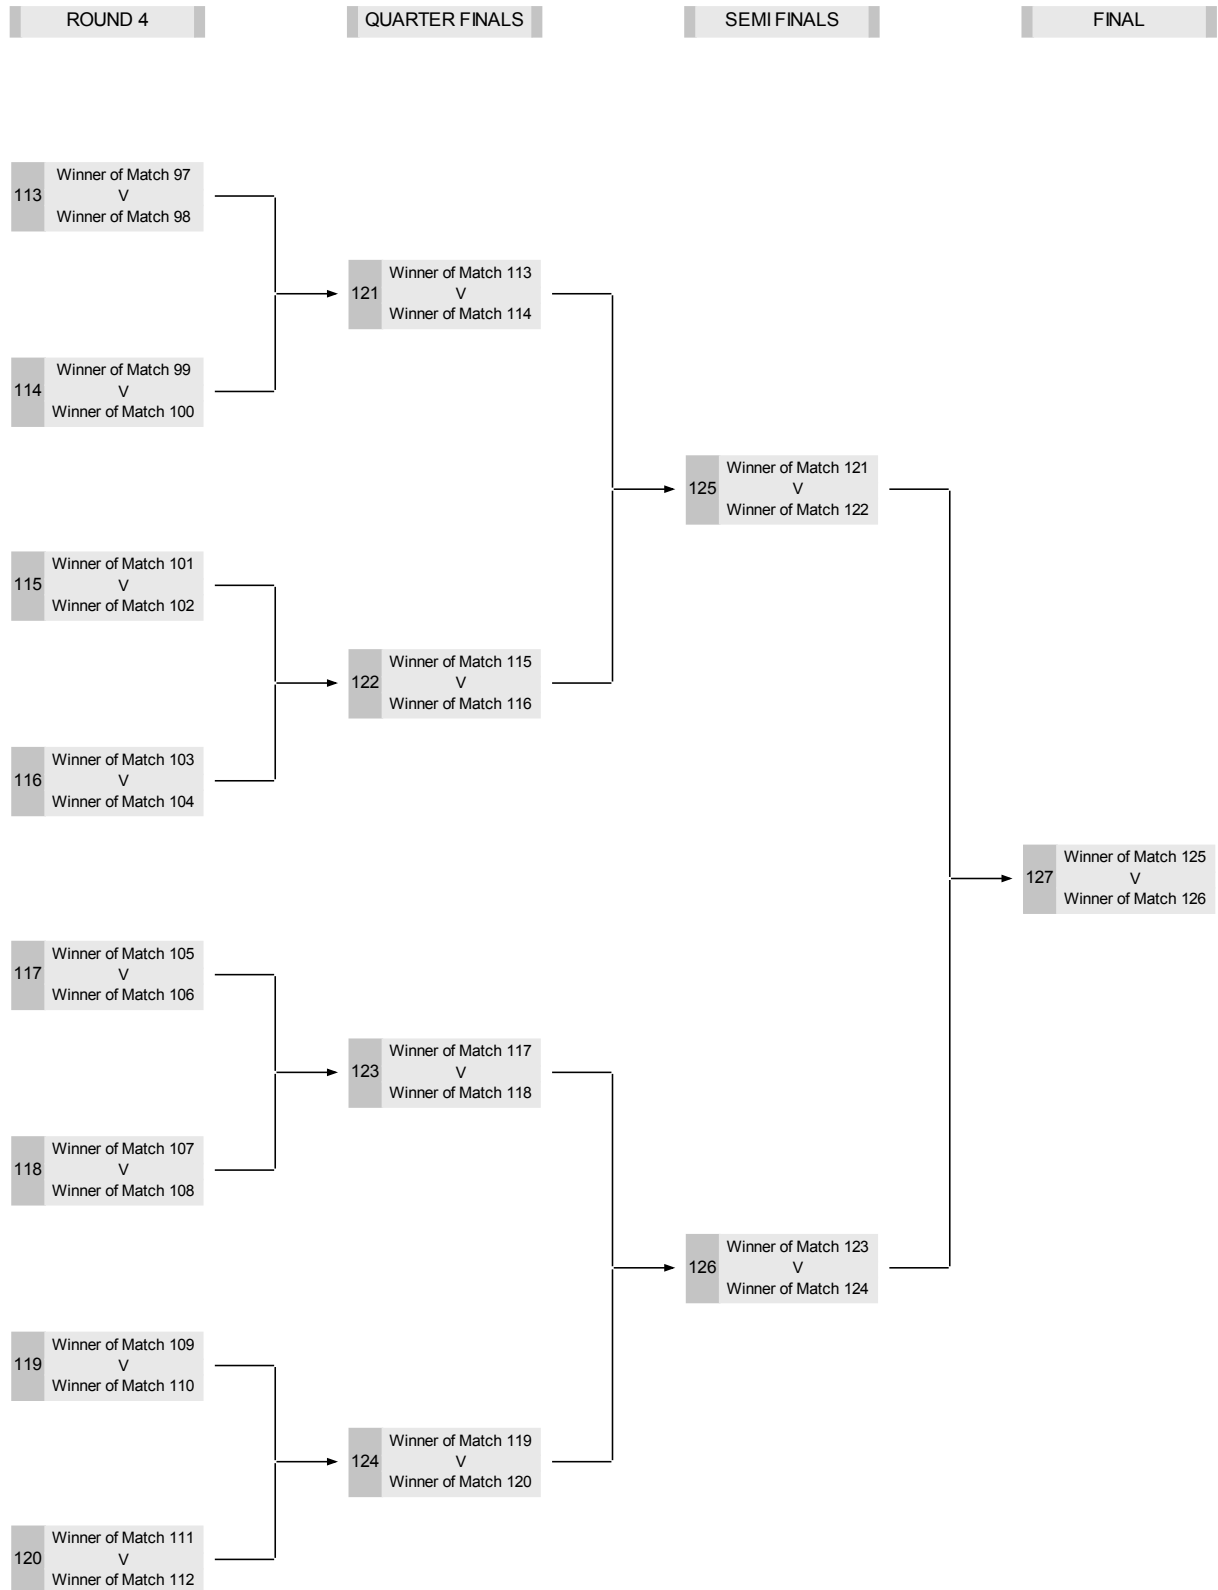 ROUND 4
QUARTER FINALS
SEMI FINALS
FINAL
113
Winner of Match 97
V
Winner of Match 98
114
Winner of Match 99
V
Winner of Match 100
115
Winner of Match 101
V
Winner of Match 102
116
Winner of Match 103
V
Winner of Match 104
117
Winner of Match 105
V
Winner of Match 106
118
Winner of Match 107
V
Winner of Match 108
119
Winner of Match 109
V
Winner of Match 110
120
Winner of Match 111
V
Winner of Match 112
121
Winner of Match 113
V
Winner of Match 114
122
Winner of Match 115
V
Winner of Match 116
123
Winner of Match 117
V
Winner of Match 118
124
Winner of Match 119
V
Winner of Match 120
125
Winner of Match 121
V
Winner of Match 122
126
Winner of Match 123
V
Winner of Match 124
127
Winner of Match 125
V
Winner of Match 126